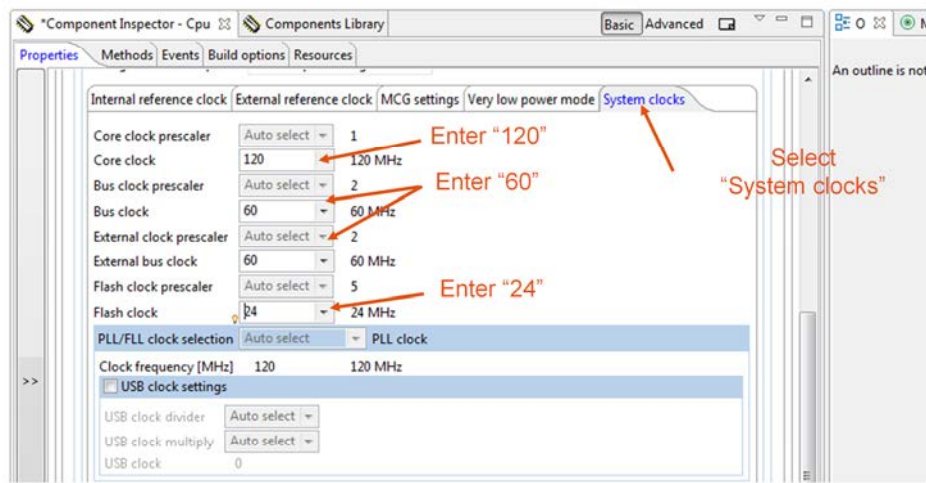 *Component Inspector - Cpu Components Library Basic Advanced O
Properties Methods Events Build options Resources
An outline is not
Internal reference clock External reference clock MCG settings Very low power mode System clocks
Core clock prescaler Auto select 1
Enter “120”
Core clock 120 120 MHz
Select
“System clocks”
Bus clock prescaler Auto select 2
Enter “60”
Bus clock 60 60 MHz
External clock prescaler Auto select 2
External bus clock 60 60 MHz
Flash clock prescaler Auto select 5
Enter “24”
Flash clock 24 24 MHz
PLL/FLL clock selection Auto select PLL clock
Clock frequency [MHz] 120 120 MHz
>>
USB clock settings
USB clock divider Auto select
USB clock multiply Auto select
USB clock 0